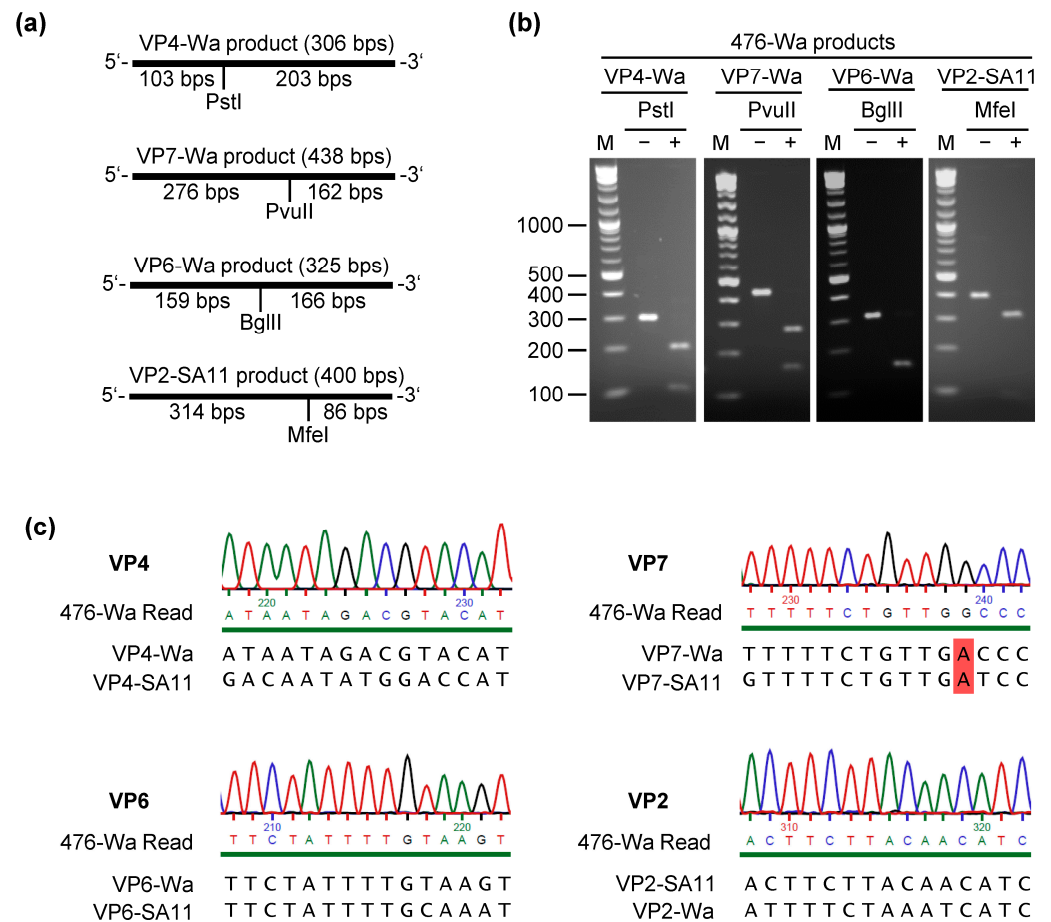 (a)
VP4-Wa product (306 bps)
5‘- -3‘
103 bps 203 bps
PstI
VP7-Wa product (438 bps)
5‘- -3‘
276 bps 162 bps
PvuII
VP6-Wa product (325 bps)
5‘- -3‘
159 bps 166 bps
BglII
VP2-SA11 product (400 bps)
5‘- -3‘
314 bps 86 bps
MfeI
(b)
476-Wa products
VP4-Wa VP7-Wa VP6-Wa VP2-SA11
PstI PvuII BglII MfeI
M – + M – + M – + M – +
1000
500
400
300
200
100
(c)
VP4
220 230
476-Wa Read A T A A T A G A C G T A C A T
VP4-Wa A T A A T A G A C G T A C A T
VP4-SA11 G A C A A T A T G G A C C A T
VP7
230 240
476-Wa Read T T T T T C T G T T G G C C C
VP7-Wa T T T T T C T G T T G A C C C
VP7-SA11 G T T T T C T G T T G A T C C
VP6
210 220
476-Wa Read T T C T A T T T T G T A A G T
VP6-Wa T T C T A T T T T G T A A G T
VP6-SA11 T T C T A T T T T G C A A A T
VP2
310 320
476-Wa Read A C T T C T T A C A A C A T C
VP2-SA11 A C T T C T T A C A A C A T C
VP2-Wa A T T T T C T A A A T C A T C